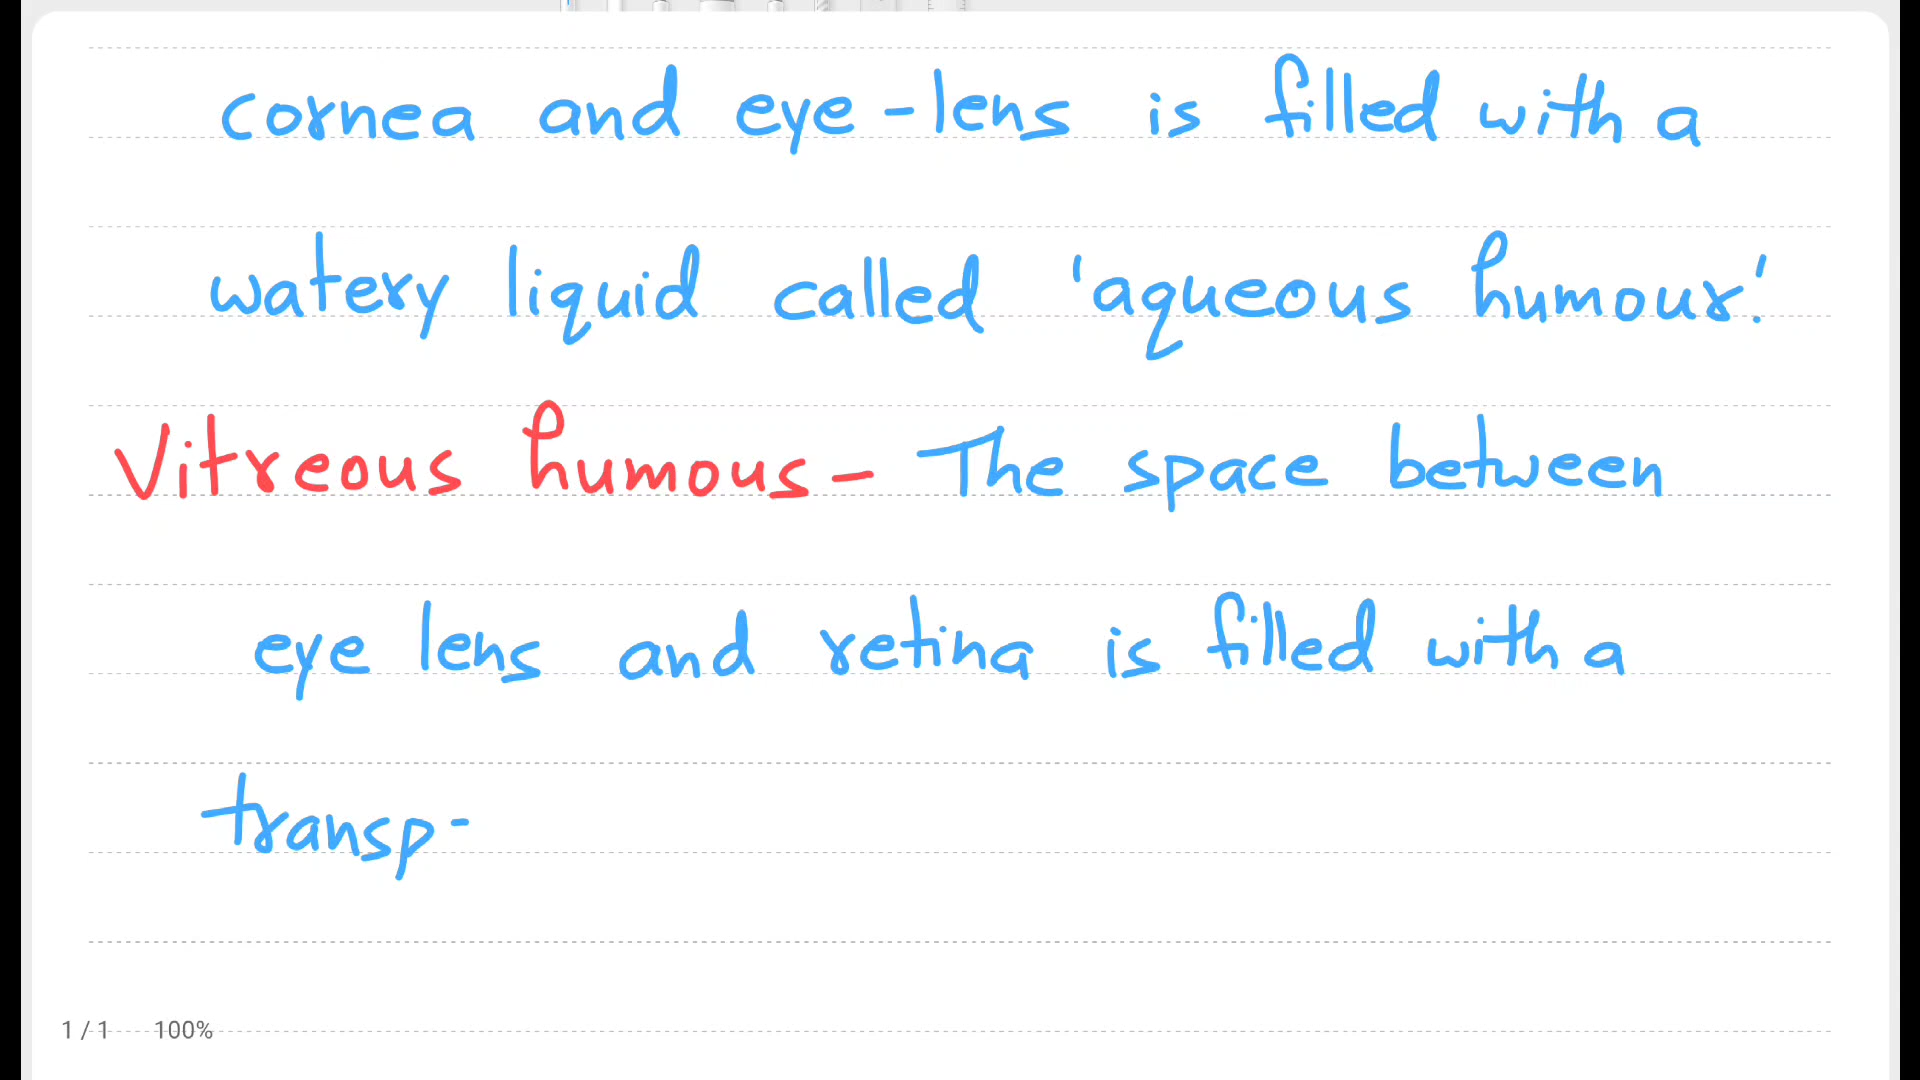 cornea and eye-lens is filled with a
watery liquid called 'aqueous humour'.
Vitreous humous- The space between
eye lens and retina is filled with a
transp-
1/1 100%